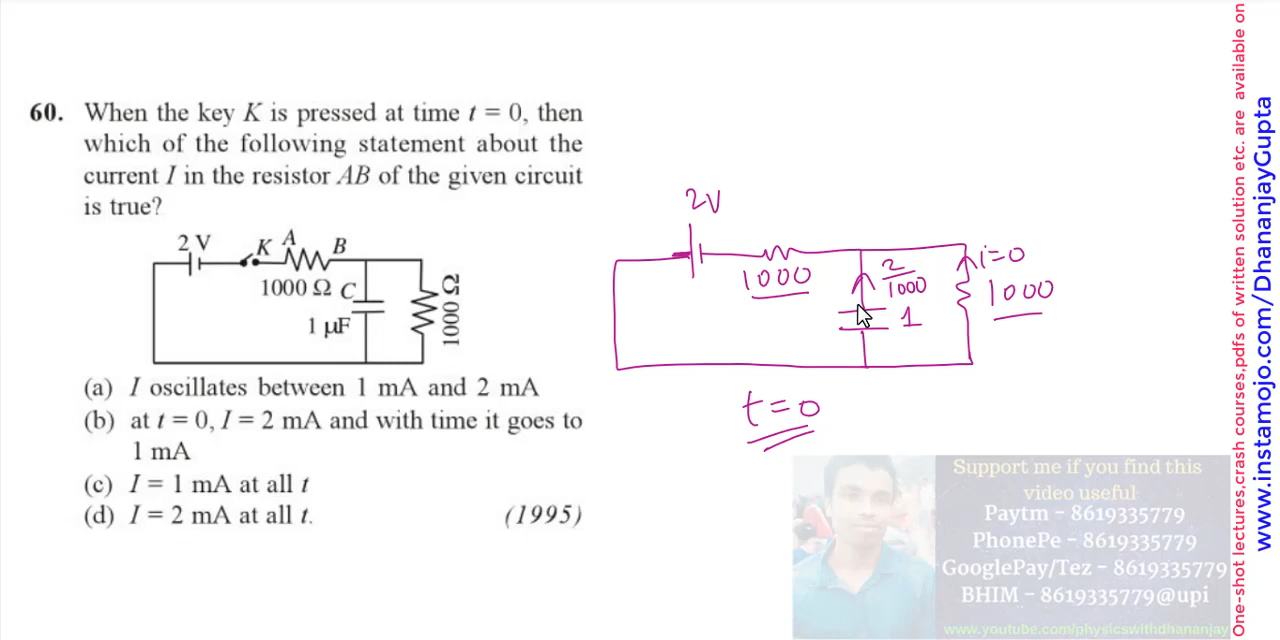 60. When the key K is pressed at time t = 0, then
which of the following statement about the
current I in the resistor AB of the given circuit
is true?
2 V K A B
1000 Ω C
1 μF
1000 Ω
(a) I oscillates between 1 mA and 2 mA
(b) at t = 0, I = 2 mA and with time it goes to
1 mA
(c) I = 1 mA at all t
(d) I = 2 mA at all t. (1995)
2V
1000
2/1000
1
i=0
1000
t=0
Support me if you find this
video useful
Paytm - 8619335779
PhonePe - 8619335779
GooglePay/Tez - 8619335779
BHIM - 8619335779@upi
www.youtube.com/physicswithdhananjay
One-shot lectures,crash courses,pdfs of written solution etc. are available on
www.instamojo.com/DhananjayGupta